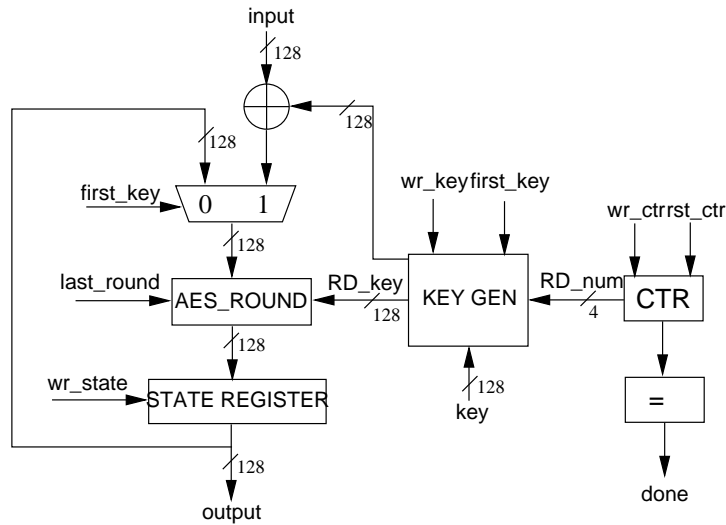 input
128
128
128
wr_key first_key
first_key
0 1
wr_ctr rst_ctr
128
last_round
AES_ROUND
RD_key
128
KEY GEN
RD_num
4
CTR
128
wr_state
STATE REGISTER
128
key
=
128
output
done